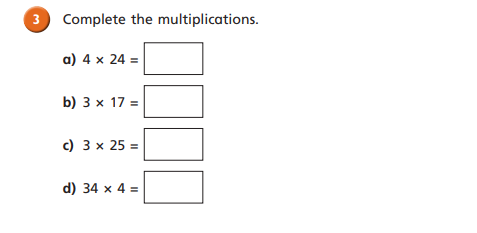 3 Complete the multiplications.
a) 4 × 24 =
b) 3 × 17 =
c) 3 × 25 =
d) 34 × 4 =